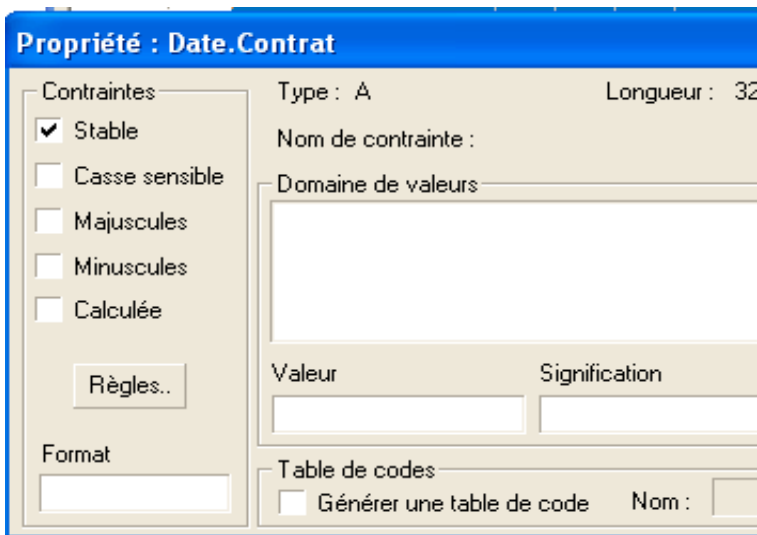 Propriété : Date.Contrat
Contraintes
Stable
Casse sensible
Majuscules
Minuscules
Calculée
Règles..
Format
Type : A Longueur : 32
Nom de contrainte :
Domaine de valeurs
Valeur Signification
Table de codes
Générer une table de code Nom :